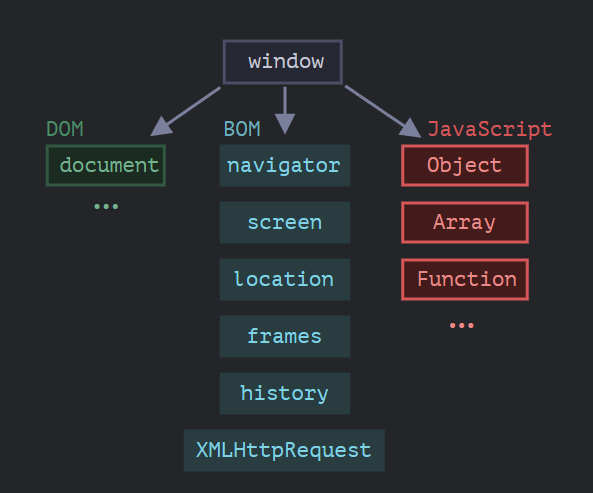 window
DOM
document
...
BOM
navigator
screen
location
frames
history
XMLHttpRequest
JavaScript
Object
Array
Function
...